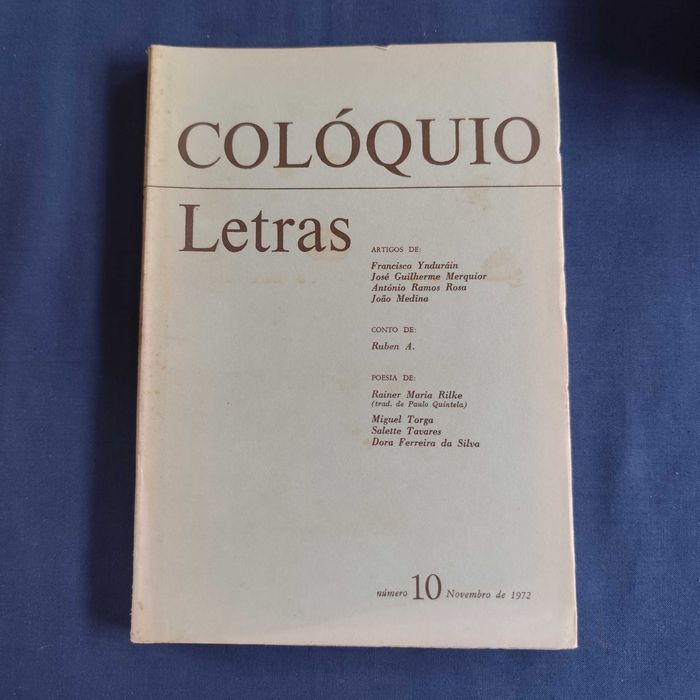 COLÓQUIO
Letras
ARTIGOS DE:
Francisco Ynduráin
José Guilherme Merquior
António Ramos Rosa
João Medina
CONTO DE:
Ruben A.
POESIA DE:
Rainer Maria Rilke
(trad. de Paulo Quintela)
Miguel Torga
Salette Tavares
Dora Ferreira da Silva
número 10 Novembro de 1972